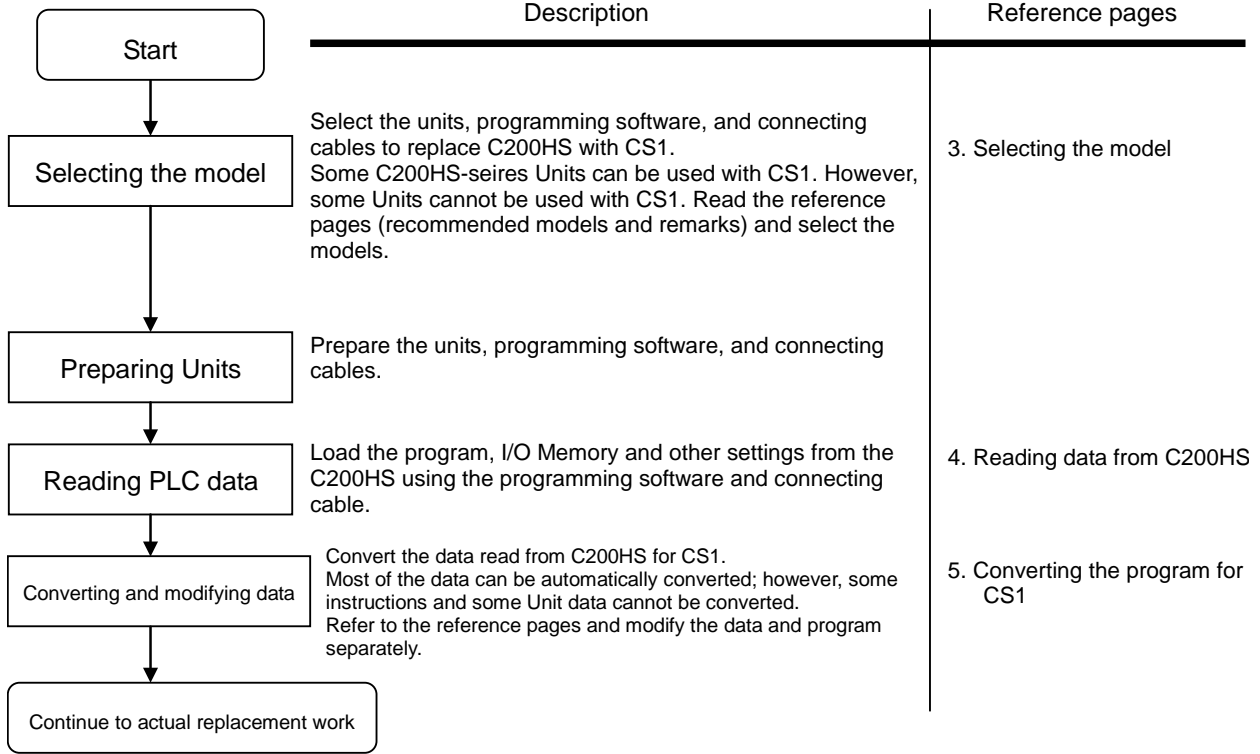 Description
Reference pages
Start
Selecting the model
Select the units, programming software, and connecting
cables to replace C200HS with CS1.
Some C200HS-seires Units can be used with CS1. However,
some Units cannot be used with CS1. Read the reference
pages (recommended models and remarks) and select the
models.
3. Selecting the model
Preparing Units
Prepare the units, programming software, and connecting
cables.
Reading PLC data
Load the program, I/O Memory and other settings from the
C200HS using the programming software and connecting
cable.
4. Reading data from C200HS
Converting and modifying data
Convert the data read from C200HS for CS1.
Most of the data can be automatically converted; however, some
instructions and some Unit data cannot be converted.
Refer to the reference pages and modify the data and program
separately.
5. Converting the program for
CS1
Continue to actual replacement work